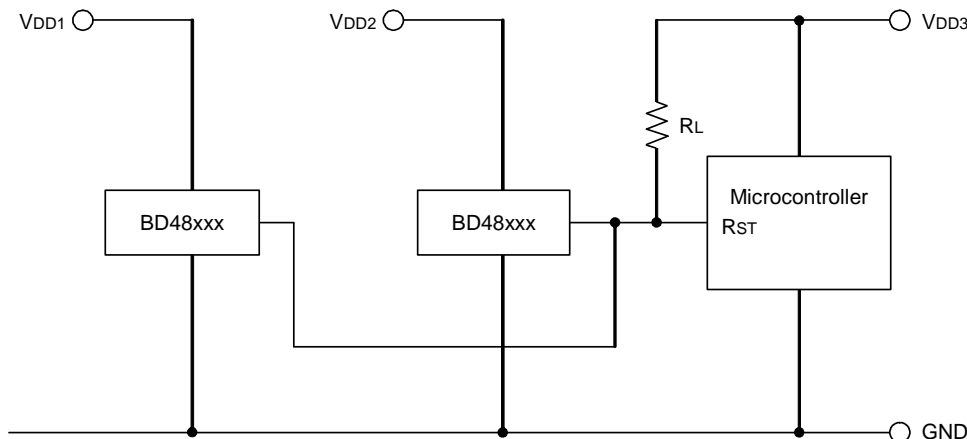 VDD1
VDD2
VDD3
RL
BD48xxx
BD48xxx
Microcontroller
RST
GND